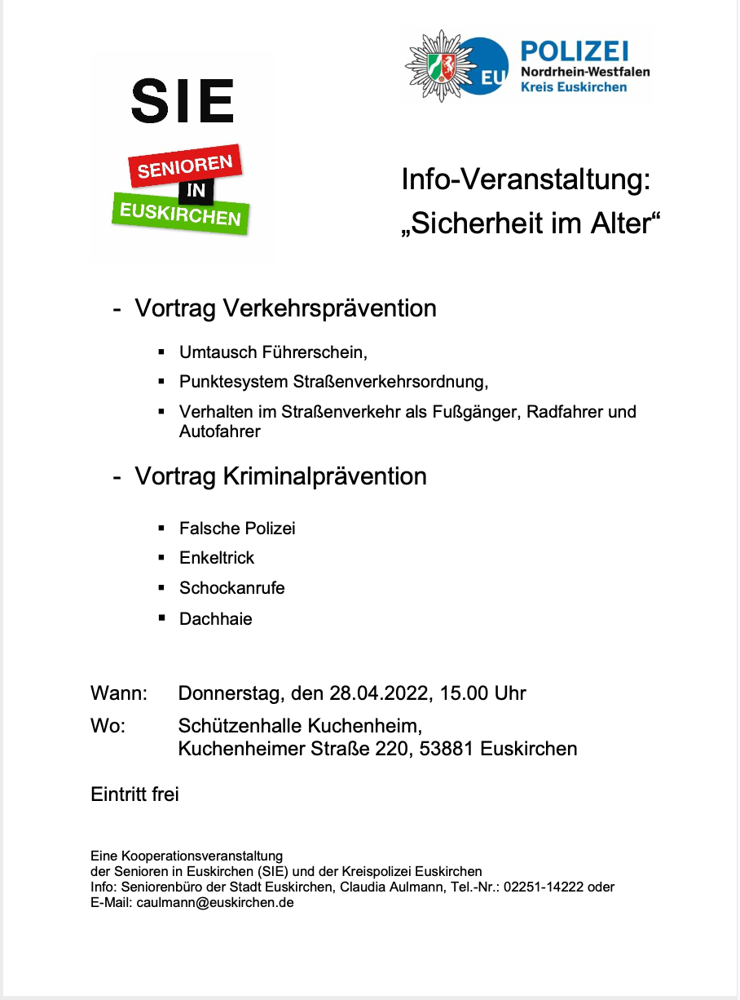 SIE
SENIOREN
IN
EUSKIRCHEN
EU
POLIZEI
Nordrhein-Westfalen
Kreis Euskirchen
Info-Veranstaltung:
„Sicherheit im Alter“
- Vortrag Verkehrsprävention
▪ Umtausch Führerschein,
▪ Punktesystem Straßenverkehrsordnung,
▪ Verhalten im Straßenverkehr als Fußgänger, Radfahrer und
Autofahrer
- Vortrag Kriminalprävention
▪ Falsche Polizei
▪ Enkeltrick
▪ Schockanrufe
▪ Dachhaie
Wann: Donnerstag, den 28.04.2022, 15.00 Uhr
Wo: Schützenhalle Kuchenheim,
Kuchenheimer Straße 220, 53881 Euskirchen
Eintritt frei
Eine Kooperationsveranstaltung
der Senioren in Euskirchen (SIE) und der Kreispolizei Euskirchen
Info: Seniorenbüro der Stadt Euskirchen, Claudia Aulmann, Tel.-Nr.: 02251-14222 oder
E-Mail: caulmann@euskirchen.de